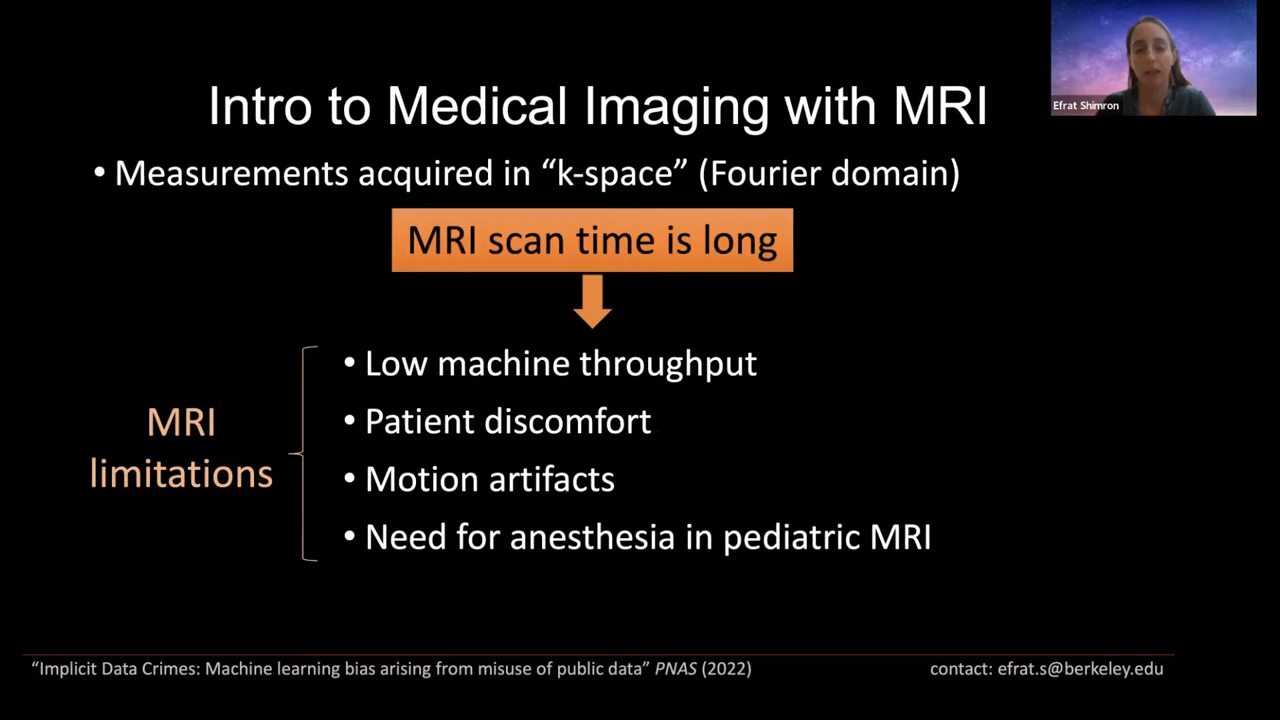 Efrat Shimron
Intro to Medical Imaging with MRI
• Measurements acquired in “k-space” (Fourier domain)
MRI scan time is long
MRI
limitations
• Low machine throughput
• Patient discomfort
• Motion artifacts
• Need for anesthesia in pediatric MRI
“Implicit Data Crimes: Machine learning bias arising from misuse of public data” PNAS (2022)
contact: efrat.s@berkeley.edu